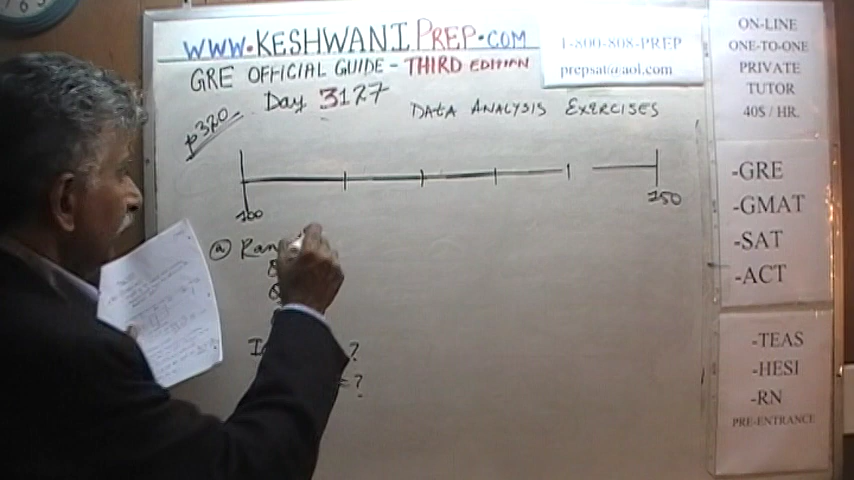 WWW.KESHWANIPREP.COM
GRE OFFICIAL GUIDE - THIRD EDITION
Day 3127
DATA ANALYSIS EXERCISES
p320
100
150
(a) Ran
?
= ?
1-800-808-PREP
prepsat@aol.com
ON-LINE
ONE-TO-ONE
PRIVATE
TUTOR
40$ / HR.
-GRE
-GMAT
-SAT
-ACT
-TEAS
-HESI
-RN
PRE-ENTRANCE